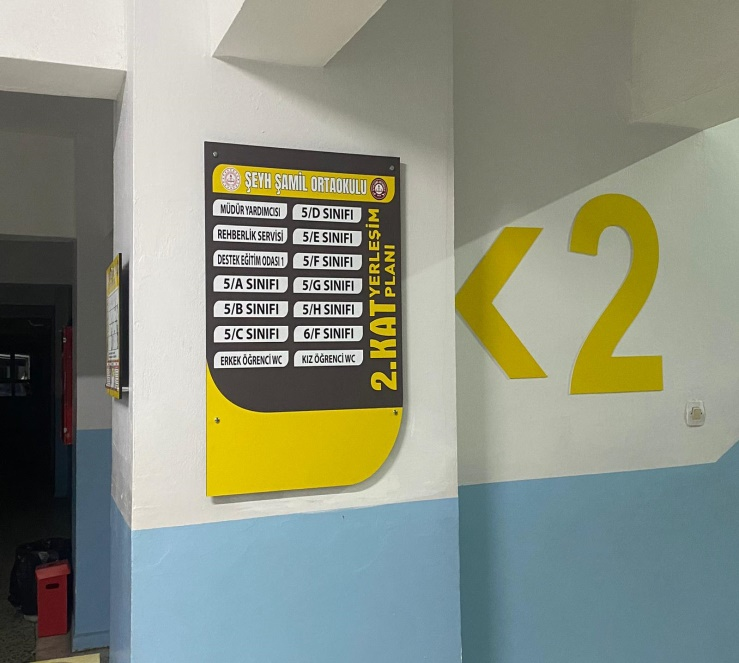 ŞEYH ŞAMİL ORTAOKULU
MÜDÜR YARDIMCISI
5/D SINIFI
REHBERLİK SERVİSİ
5/E SINIFI
DESTEK EĞİTİM ODASI 1
5/F SINIFI
5/A SINIFI
5/G SINIFI
5/B SINIFI
5/H SINIFI
5/C SINIFI
6/F SINIFI
ERKEK ÖĞRENCİ WC
KIZ ÖĞRENCİ WC
2.KAT YERLEŞİM
PLANI
2